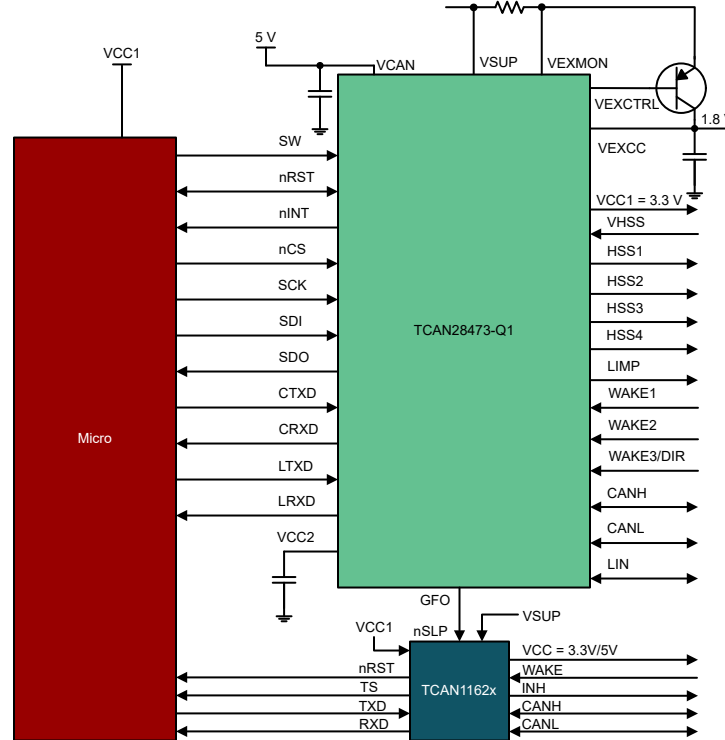 5 V
VCC1
VCAN
VSUP
VEXMON
VEXCTRL
1.8
VEXCC
SW
nRST
nINT
nCS
SCK
SDI
SDO
CTXD
CRXD
LTXD
LRXD
VCC2
Micro
TCAN28473-Q1
VCC1 = 3.3 V
VHSS
HSS1
HSS2
HSS3
HSS4
LIMP
WAKE1
WAKE2
WAKE3/DIR
CANH
CANL
LIN
GFO
nSLP
VSUP
VCC1
TCAN1162x
nRST
TS
TXD
RXD
VCC = 3.3V/5V
WAKE
INH
CANH
CANL